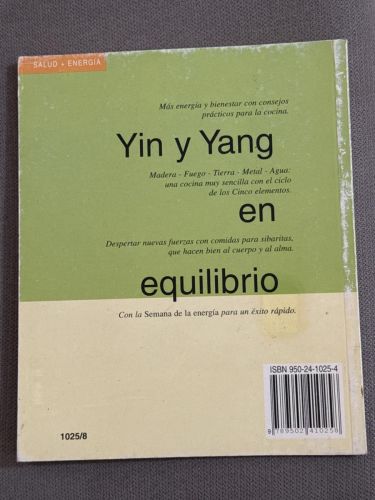 SALUD + ENERGÍA
Más energía y bienestar con consejos
prácticos para la cocina.
Yin y Yang
Madera - Fuego - Tierra - Metal - Agua:
una cocina muy sencilla con el ciclo
de los Cinco elementos.
en
Despertar nuevas fuerzas con comidas para sibaritas,
que hacen bien al cuerpo y al alma.
equilibrio
Con la Semana de la energía para un éxito rápido.
ISBN 950-24-1025-4
9 789502 410258
1025/8